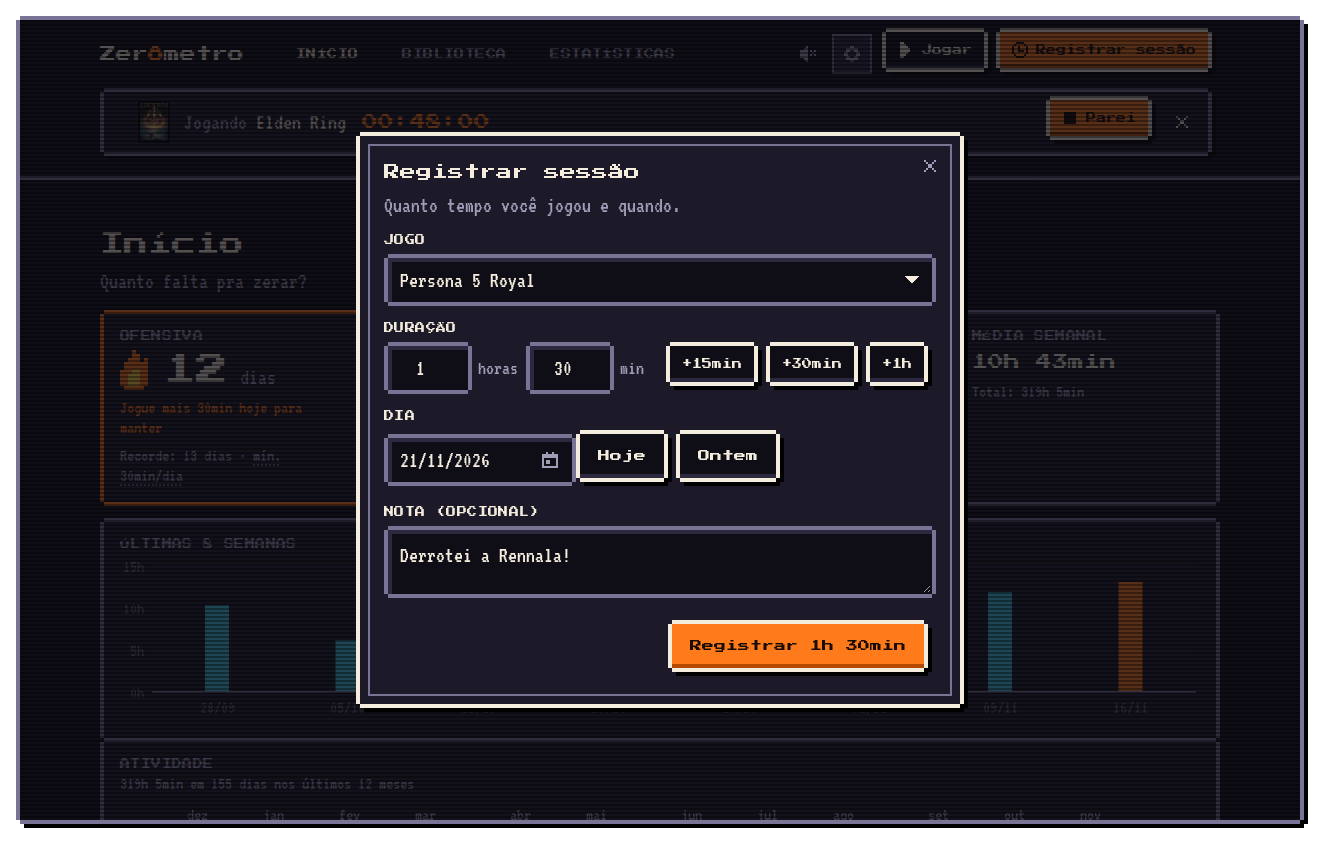 Zerômetro INÍCIO BIBLIOTECA ESTATÍSTICAS Jogar Registrar sessão
Jogando Elden Ring 00:48:00 Parei
Registrar sessão
Quanto tempo você jogou e quando.
JOGO
Persona 5 Royal
DURAÇÃO
1 horas 30 min +15min +30min +1h
DIA
21/11/2026 Hoje Ontem
NOTA (OPCIONAL)
Derrotei a Rennala!
Registrar 1h 30min
Início
Quanto falta pra zerar?
OFENSIVA
12 dias
Jogue mais 30min hoje para
manter
Recorde: 13 dias · mín.
30min/dia
MÉDIA SEMANAL
10h 43min
Total: 319h 5min
ÚLTIMAS 8 SEMANAS
15h
10h
5h
0h
28/09 09/11 16/11
ATIVIDADE
319h 5min em 155 dias nos últimos 12 meses
dez jan fev mar abr mai jun jul ago set out nov